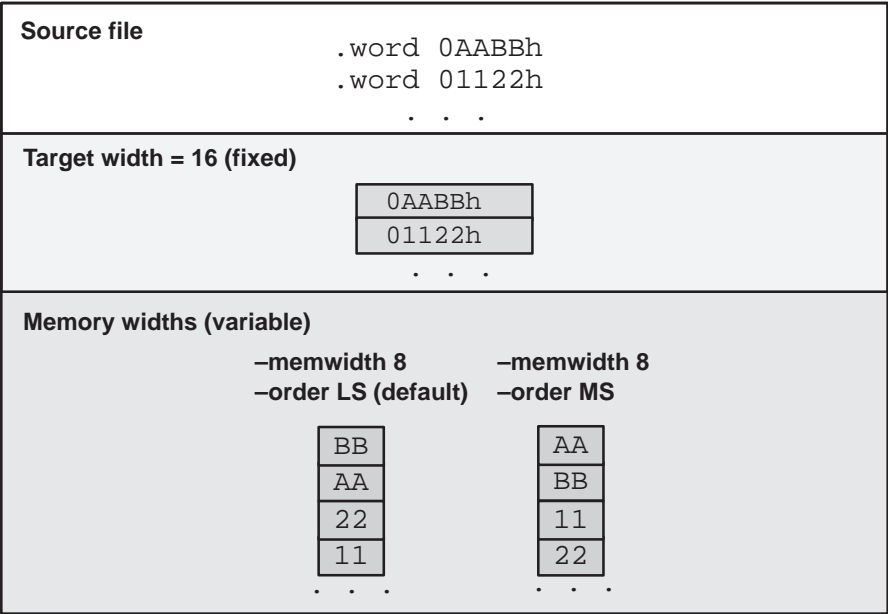 Source file
.word 0AABBh
.word 01122h
. . .
Target width = 16 (fixed)
0AABBh
01122h
. . .
Memory widths (variable)
–memwidth 8
–order LS (default)
BB
AA
22
11
. . .
–memwidth 8
–order MS
AA
BB
11
22
. . .